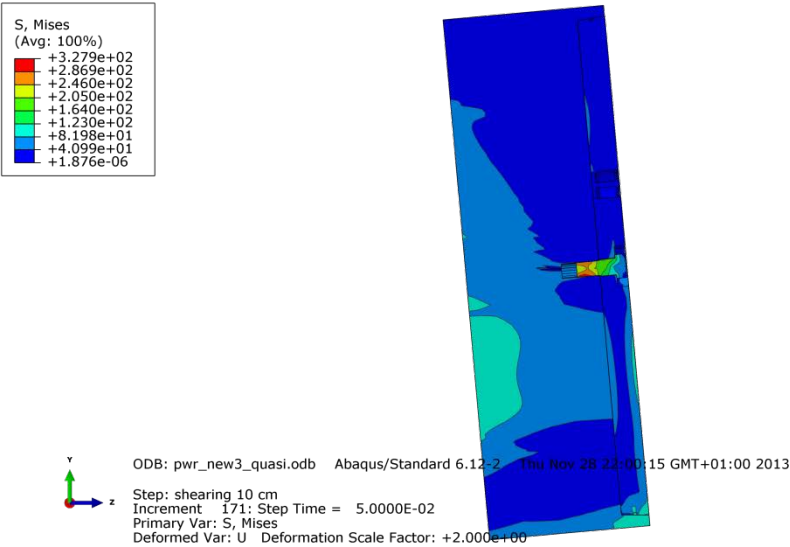 S, Mises
(Avg: 100%)
+3.279e+02
+2.869e+02
+2.460e+02
+2.050e+02
+1.640e+02
+1.230e+02
+8.198e+01
+4.099e+01
+1.876e-06
Y
Z
ODB: pwr_new3_quasi.odb Abaqus/Standard 6.12-2 Thu Nov 28 22:00:15 GMT+01:00 2013
Step: shearing 10 cm
Increment 171: Step Time = 5.0000E-02
Primary Var: S, Mises
Deformed Var: U Deformation Scale Factor: +2.000e+00